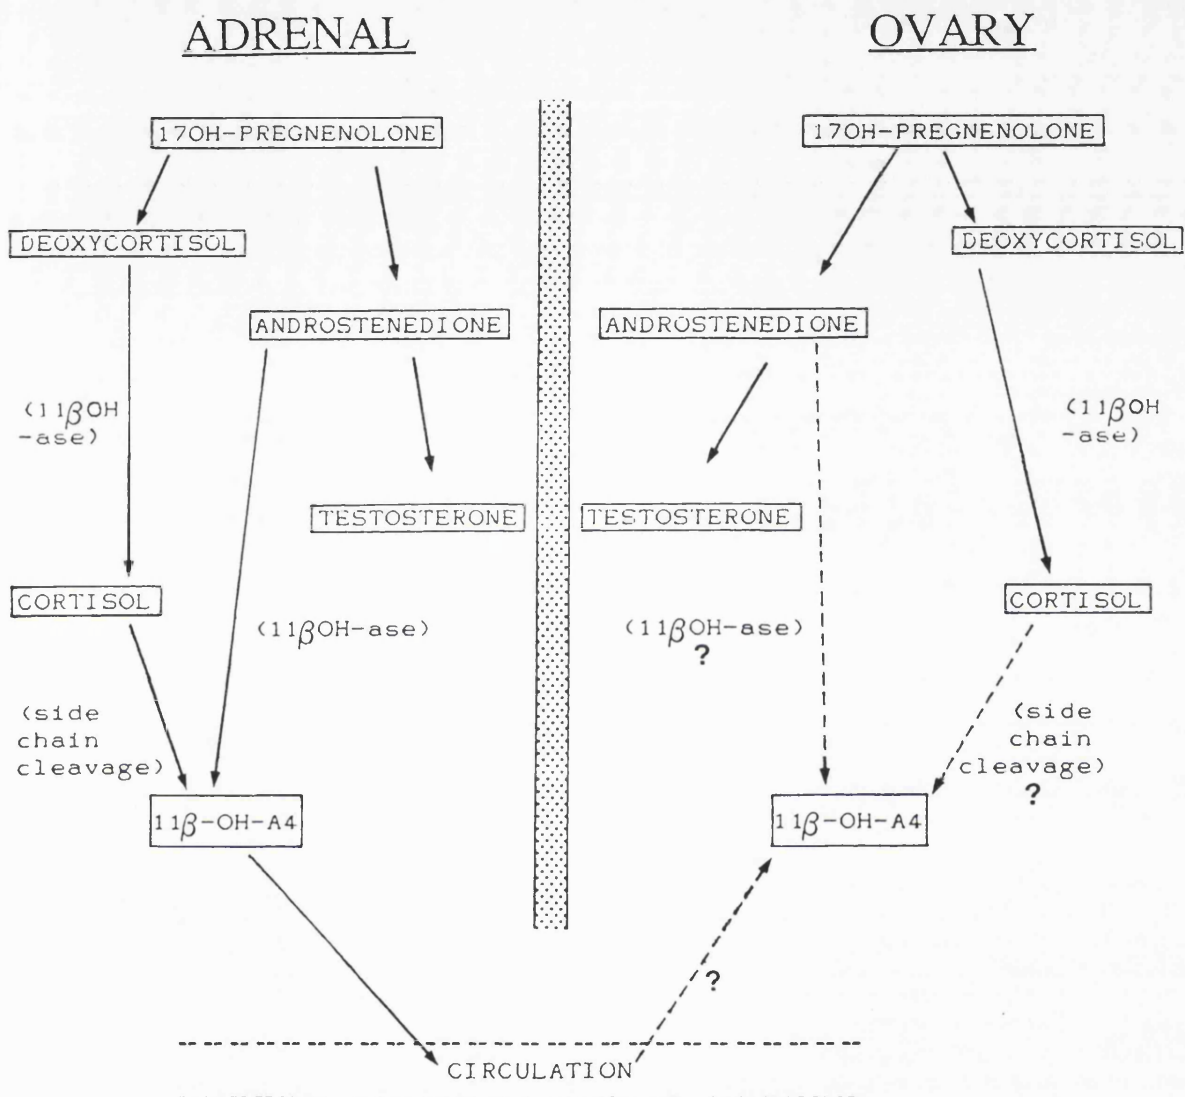 ADRENAL
OVARY
17OH-PREGNENOLONE
17OH-PREGNENOLONE
DEOXYCORTISOL
DEOXYCORTISOL
ANDROSTENEDIONE
ANDROSTENEDIONE
(11βOH
-ase)
(11βOH
-ase)
TESTOSTERONE
TESTOSTERONE
CORTISOL
CORTISOL
(11βOH-ase)
(11βOH-ase)
?
(side
chain
cleavage)
(side
chain
cleavage)
?
11β-OH-A4
11β-OH-A4
?
CIRCULATION